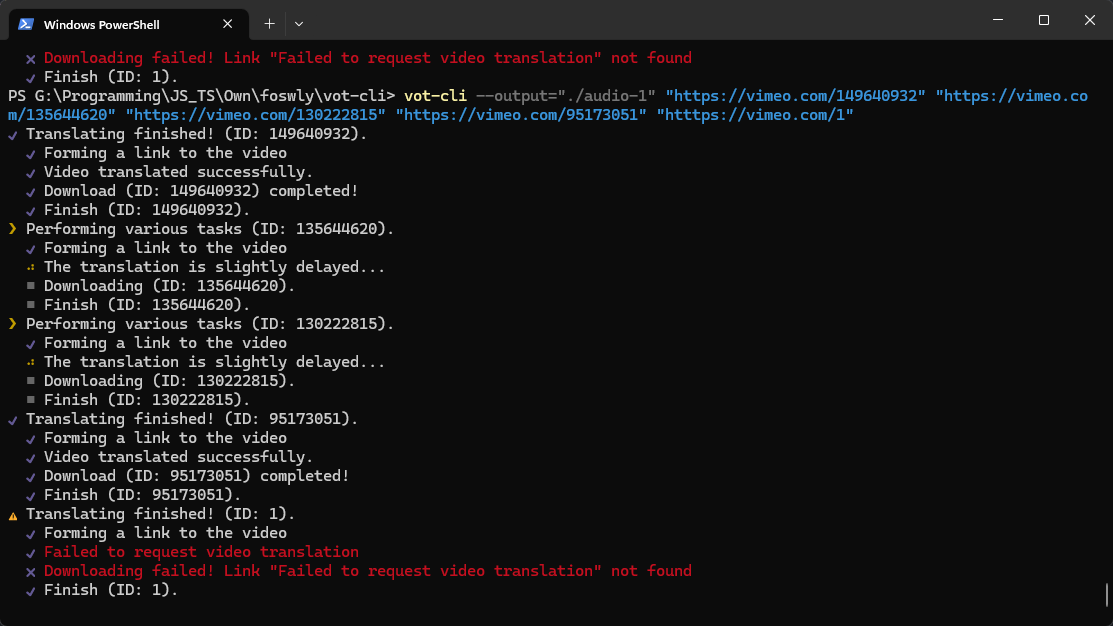 Windows PowerShell
× Downloading failed! Link "Failed to request video translation" not found
✓ Finish (ID: 1).
PS G:\Programming\JS_TS\Own\foswly\vot-cli> vot-cli --output="./audio-1" "https://vimeo.com/149640932" "https://vimeo.co
m/135644620" "https://vimeo.com/130222815" "https://vimeo.com/95173051" "htttps://vimeo.com/1"
✓ Translating finished! (ID: 149640932).
✓ Forming a link to the video
✓ Video translated successfully.
✓ Download (ID: 149640932) completed!
✓ Finish (ID: 149640932).
❯ Performing various tasks (ID: 135644620).
✓ Forming a link to the video
The translation is slightly delayed...
Downloading (ID: 135644620).
Finish (ID: 135644620).
❯ Performing various tasks (ID: 130222815).
✓ Forming a link to the video
The translation is slightly delayed...
Downloading (ID: 130222815).
Finish (ID: 130222815).
✓ Translating finished! (ID: 95173051).
✓ Forming a link to the video
✓ Video translated successfully.
✓ Download (ID: 95173051) completed!
✓ Finish (ID: 95173051).
⚠ Translating finished! (ID: 1).
✓ Forming a link to the video
✓ Failed to request video translation
× Downloading failed! Link "Failed to request video translation" not found
✓ Finish (ID: 1).